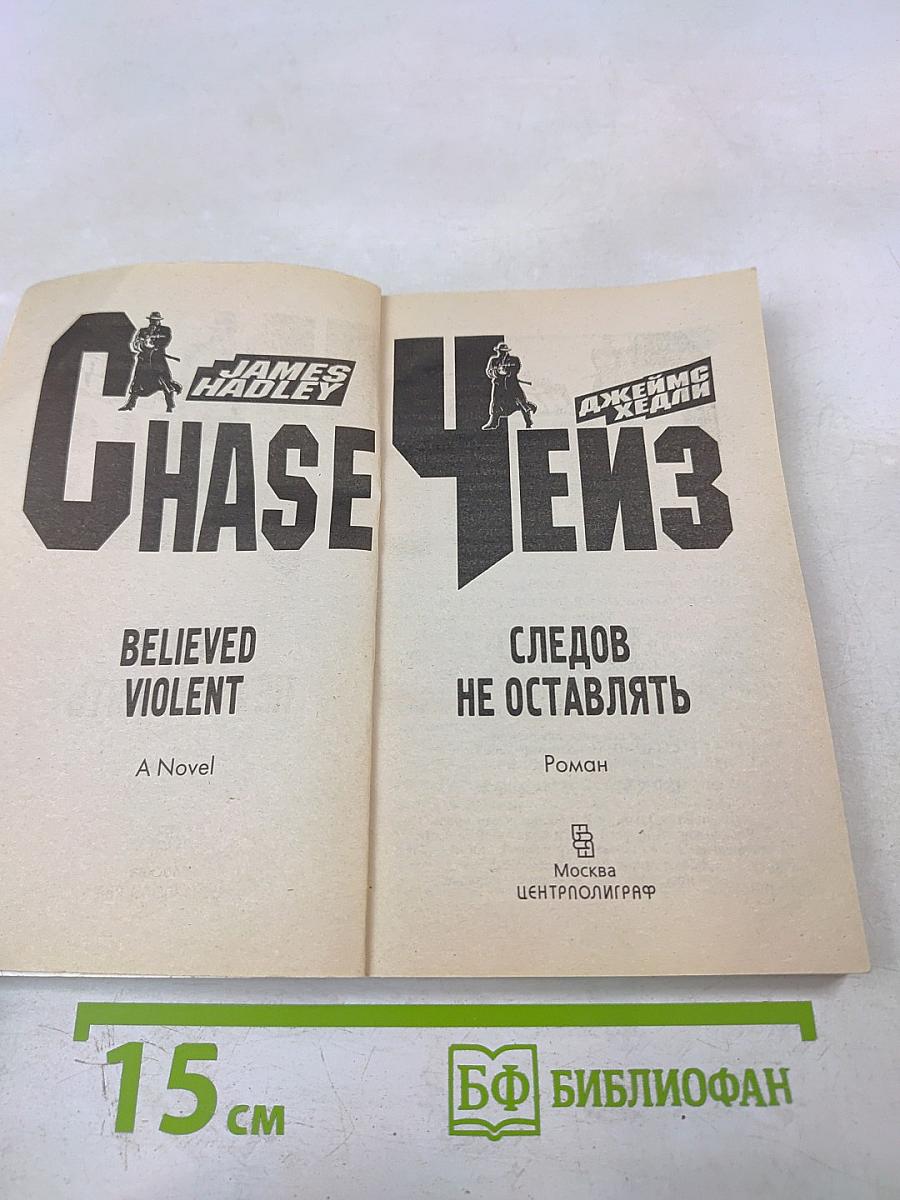 JAMES
HADLEY
CHASE
BELIEVED
VIOLENT
A Novel
ДЖЕЙМС
ХЕДЛИ
ЧЕЙЗ
СЛЕДОВ
НЕ ОСТАВЛЯТЬ
Роман
Москва
ЦЕНТРПОЛИГРАФ
15 см
БФ БИБЛИОФАН